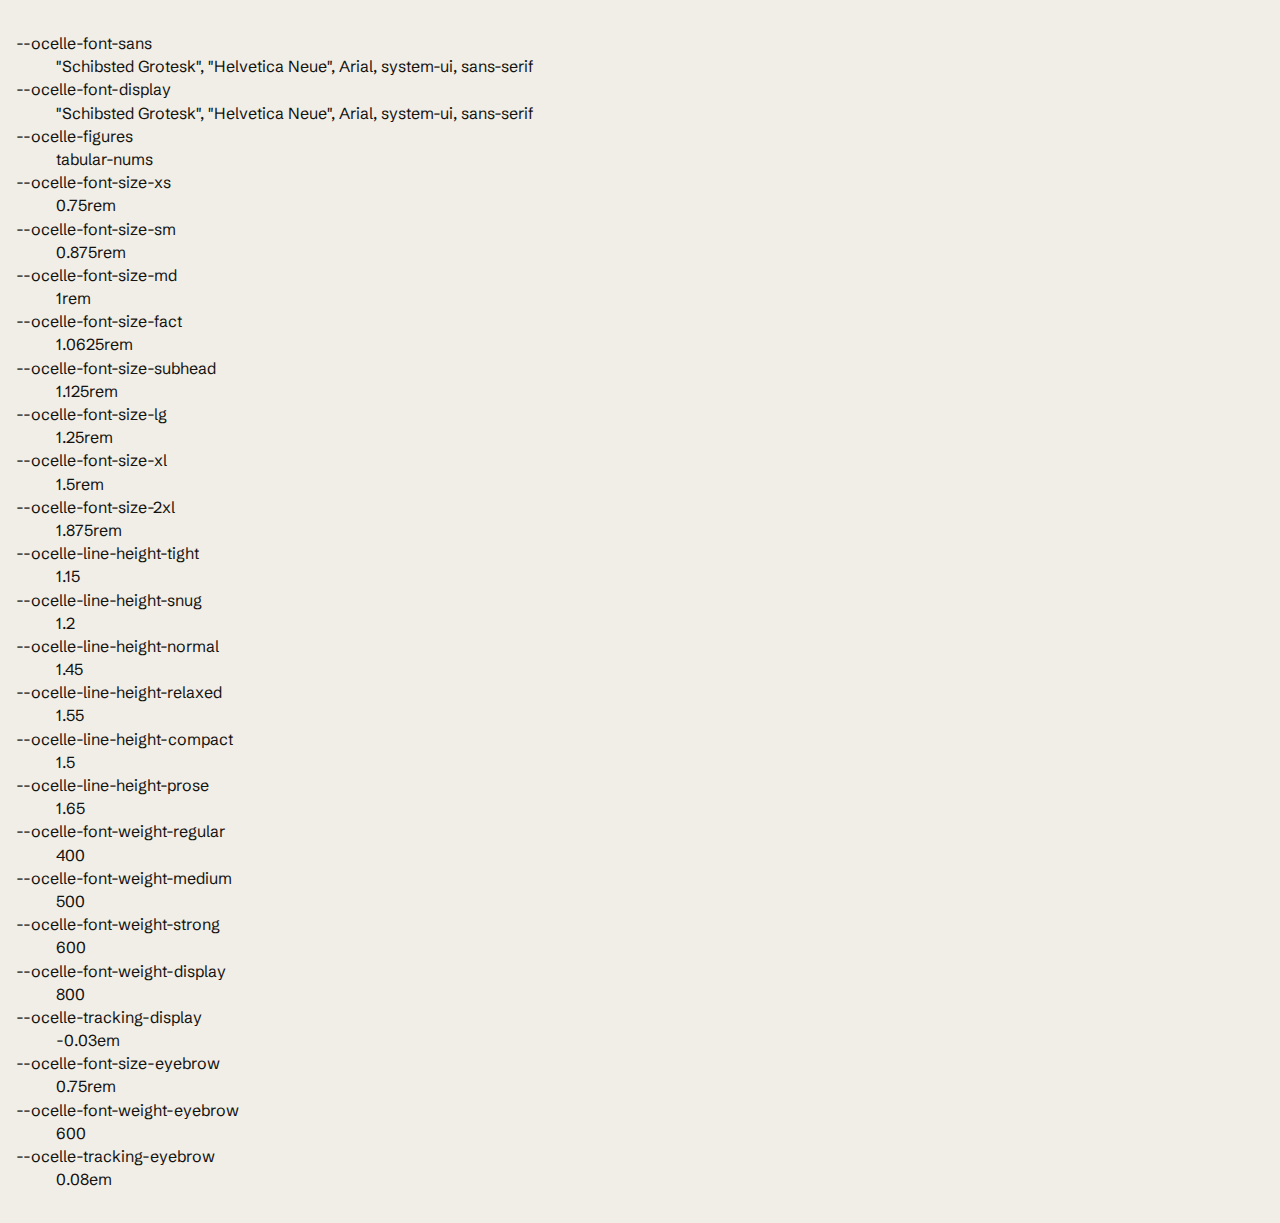 --ocelle-font-sans
"Schibsted Grotesk", "Helvetica Neue", Arial, system-ui, sans-serif
--ocelle-font-display
"Schibsted Grotesk", "Helvetica Neue", Arial, system-ui, sans-serif
--ocelle-figures
tabular-nums
--ocelle-font-size-xs
0.75rem
--ocelle-font-size-sm
0.875rem
--ocelle-font-size-md
1rem
--ocelle-font-size-fact
1.0625rem
--ocelle-font-size-subhead
1.125rem
--ocelle-font-size-lg
1.25rem
--ocelle-font-size-xl
1.5rem
--ocelle-font-size-2xl
1.875rem
--ocelle-line-height-tight
1.15
--ocelle-line-height-snug
1.2
--ocelle-line-height-normal
1.45
--ocelle-line-height-relaxed
1.55
--ocelle-line-height-compact
1.5
--ocelle-line-height-prose
1.65
--ocelle-font-weight-regular
400
--ocelle-font-weight-medium
500
--ocelle-font-weight-strong
600
--ocelle-font-weight-display
800
--ocelle-tracking-display
-0.03em
--ocelle-font-size-eyebrow
0.75rem
--ocelle-font-weight-eyebrow
600
--ocelle-tracking-eyebrow
0.08em